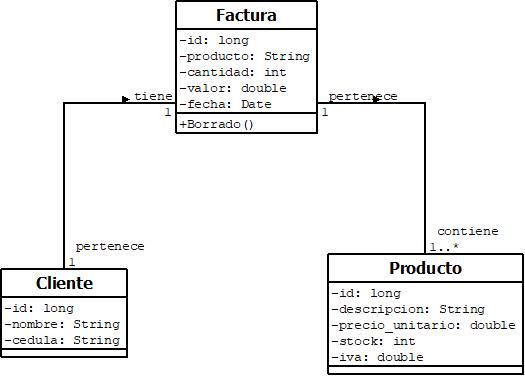 Factura
-id: long
-producto: String
-cantidad: int
-valor: double
-fecha: Date
+Borrado()
tiene
1
pertenece
1
pertenece
1
contiene
1..*
Cliente
-id: long
-nombre: String
-cedula: String
Producto
-id: long
-descripcion: String
-precio_unitario: double
-stock: int
-iva: double